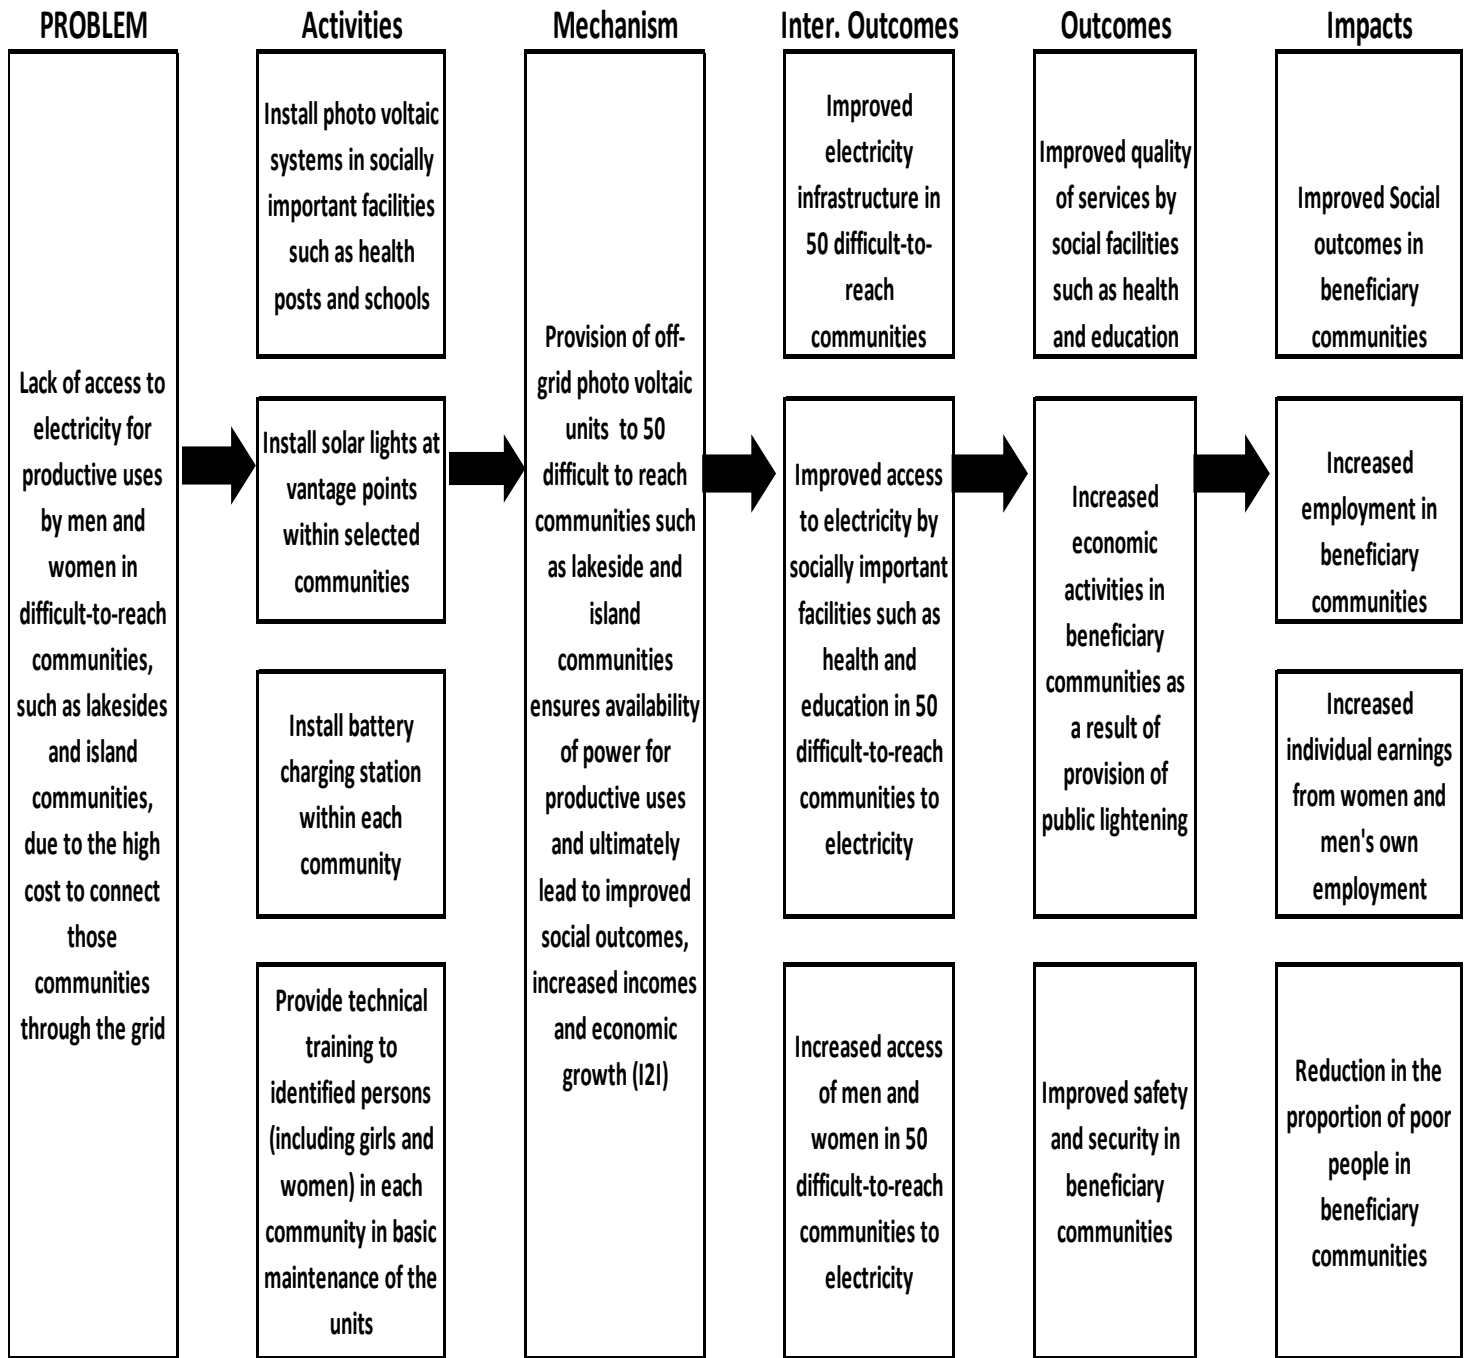 PROBLEM
Lack of access to
electricity for
productive uses
by men and
women in
difficult-to-reach
communities,
such as lakesides
and island
communities,
due to the high
cost to connect
those
communities
through the grid
Activities
Install photo voltaic
systems in socially
important facilities
such as health
posts and schools
Install solar lights at
vantage points
within selected
communities
Install battery
charging station
within each
community
Provide technical
training to
identified persons
(including girls and
women) in each
community in basic
maintenance of the
units
Mechanism
Provision of off-
grid photo voltaic
units to 50
difficult to reach
communities such
as lakeside and
island
communities
ensures availability
of power for
productive uses
and ultimately
lead to improved
social outcomes,
increased incomes
and economic
growth (I2I)
Inter. Outcomes
Improved
electricity
infrastructure in
50 difficult-to-
reach
communities
Improved access
to electricity by
socially important
facilities such as
health and
education in 50
difficult-to-reach
communities to
electricity
Increased access
of men and
women in 50
difficult-to-reach
communities to
electricity
Outcomes
Improved quality
of services by
social facilities
such as health
and education
Increased
economic
activities in
beneficiary
communities as
a result of
provision of
public lightening
Improved safety
and security in
beneficiary
communities
Impacts
Improved Social
outcomes in
beneficiary
communities
Increased
employment in
beneficiary
communities
Increased
individual earnings
from women and
men's own
employment
Reduction in the
proportion of poor
people in
beneficiary
communities